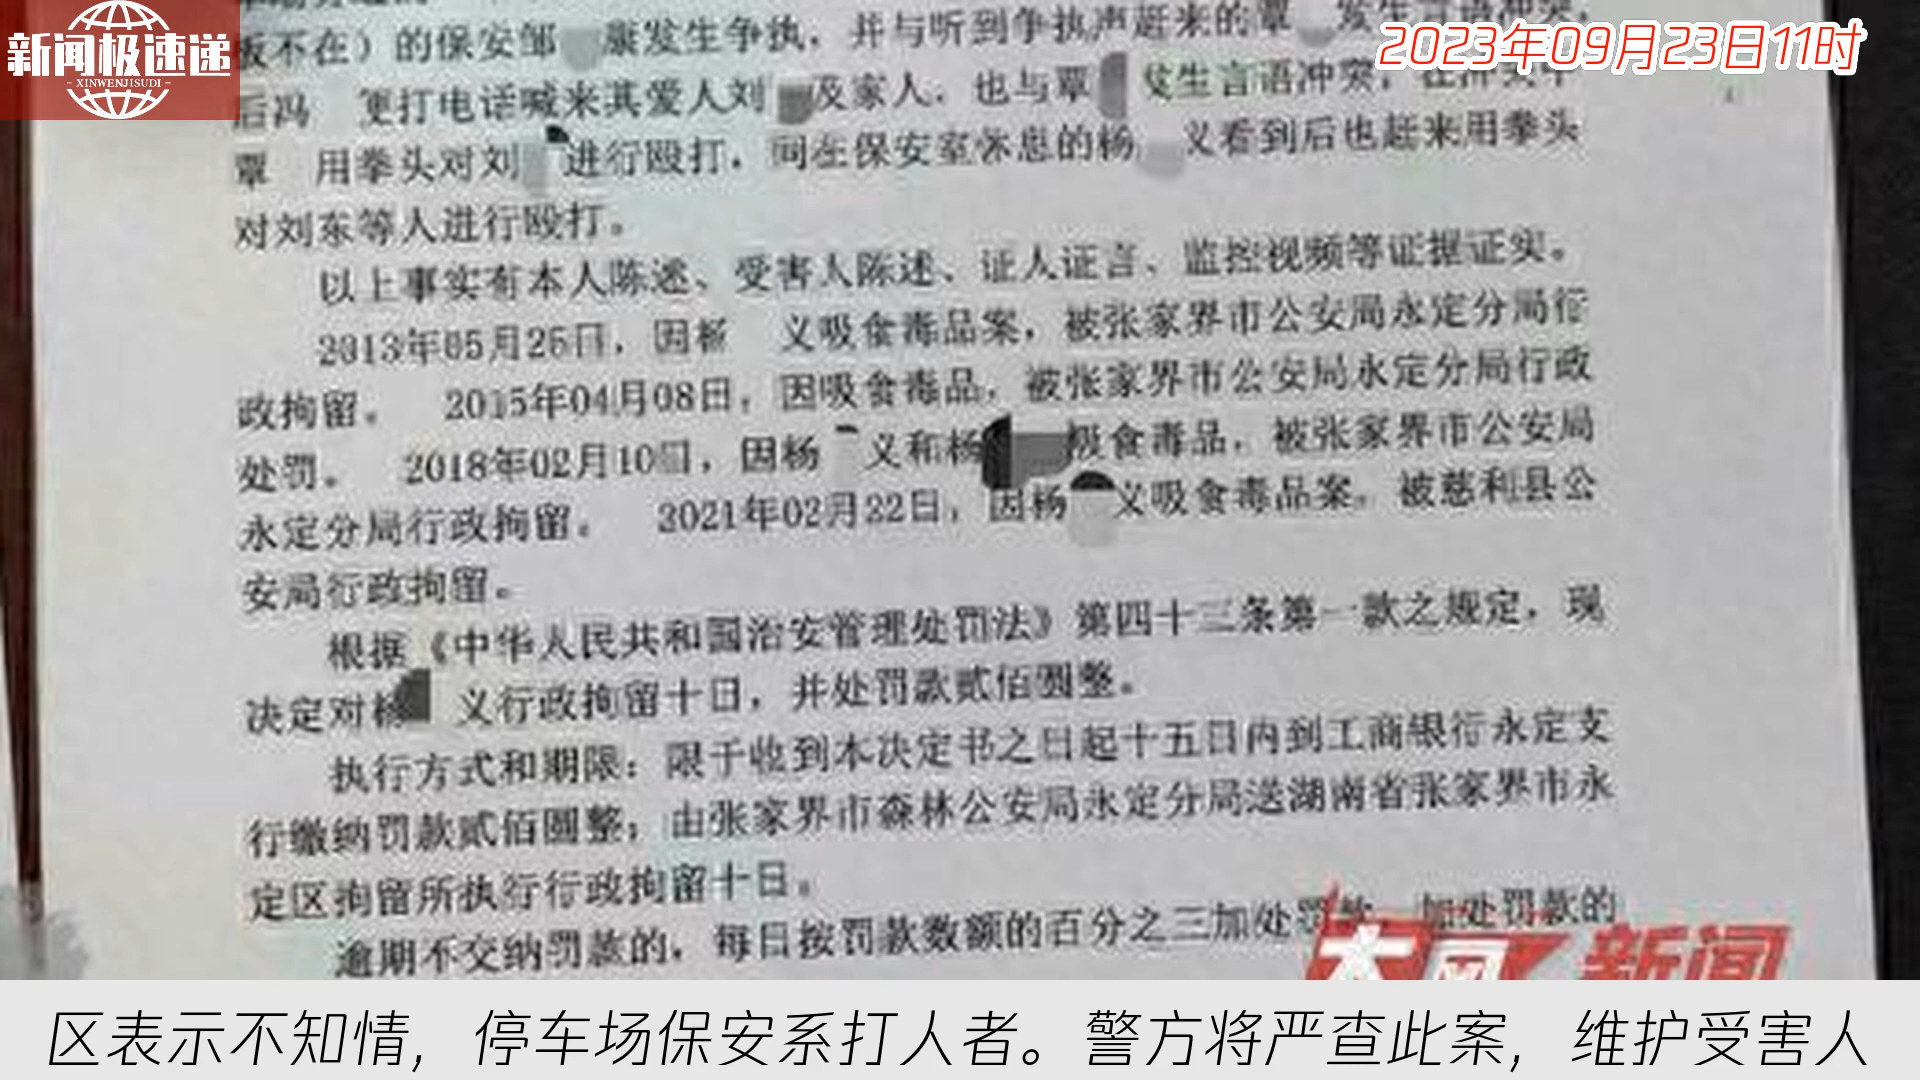 新闻极速递
XINWENJISUDI
2023年09月23日11时
板不在）的保安邹 康发生争执，并与听到争执声赶来的覃 发生言语冲突，
后冯 更打电话喊来其爱人刘 及家人，也与覃 发生言语冲突，
覃 用拳头对刘 进行殴打，同在保安室休息的杨 义看到后也赶来用拳头
对刘东等人进行殴打。
以上事实有本人陈述、受害人陈述、证人证言、监控视频等证据证实。
2013年05月26日，因杨 义吸食毒品案，被张家界市公安局永定分局行
政拘留。 2015年04月08日，因吸食毒品，被张家界市公安局永定分局行政
处罚。 2018年02月10日，因杨 义和杨 吸食毒品，被张家界市公安局
永定分局行政拘留。 2021年02月22日，因杨 义吸食毒品案，被慈利县公
安局行政拘留。
根据《中华人民共和国治安管理处罚法》第四十三条第一款之规定，现
决定对杨 义行政拘留十日，并处罚款贰佰圆整。
执行方式和期限：限于收到本决定书之日起十五日内到工商银行永定支
行缴纳罚款贰佰圆整；由张家界市森林公安局永定分局送湖南省张家界市永
定区拘留所执行行政拘留十日。
逾期不交纳罚款的，每日按罚款数额的百分之三加处罚款，加处罚款的
大风新闻
区表示不知情，停车场保安系打人者。警方将严查此案，维护受害人